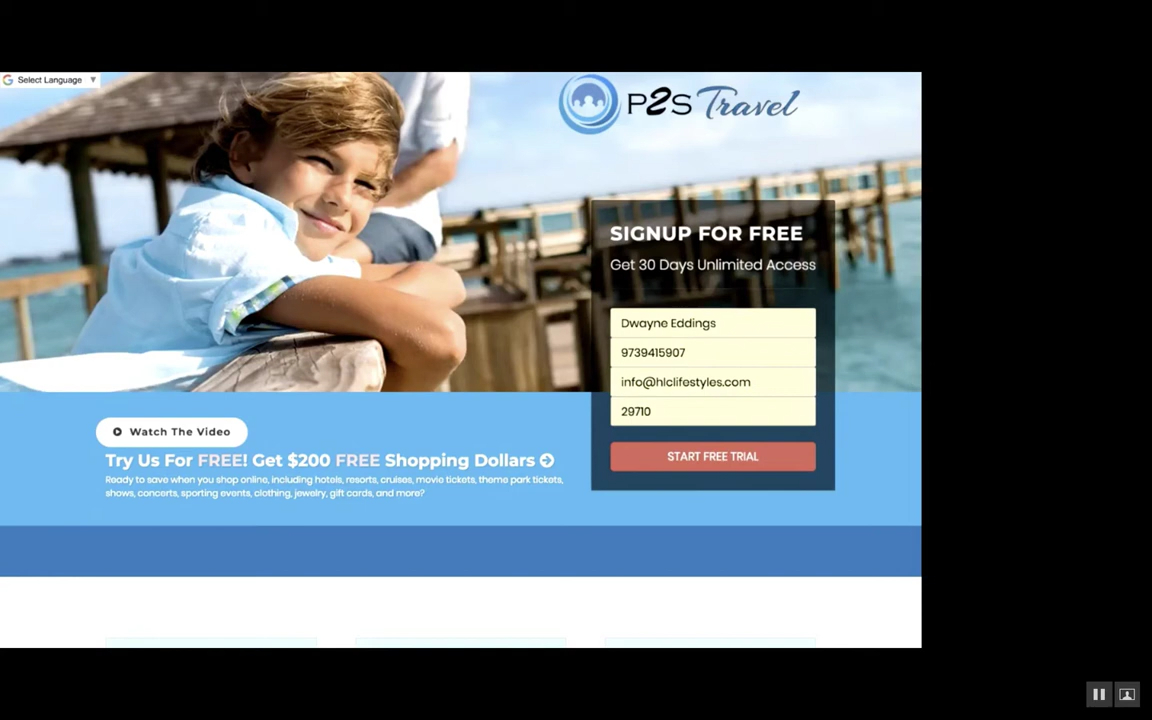 Select Language
P2S Travel
SIGNUP FOR FREE
Get 30 Days Unlimited Access
Dwayne Eddings
9739415907
info@hlclifestyles.com
29710
START FREE TRIAL
Watch The Video
Try Us For FREE! Get $200 FREE Shopping Dollars
Ready to save when you shop online, including hotels, resorts, cruises, movie tickets, theme park tickets,
shows, concerts, sporting events, clothing, jewelry, gift cards, and more?